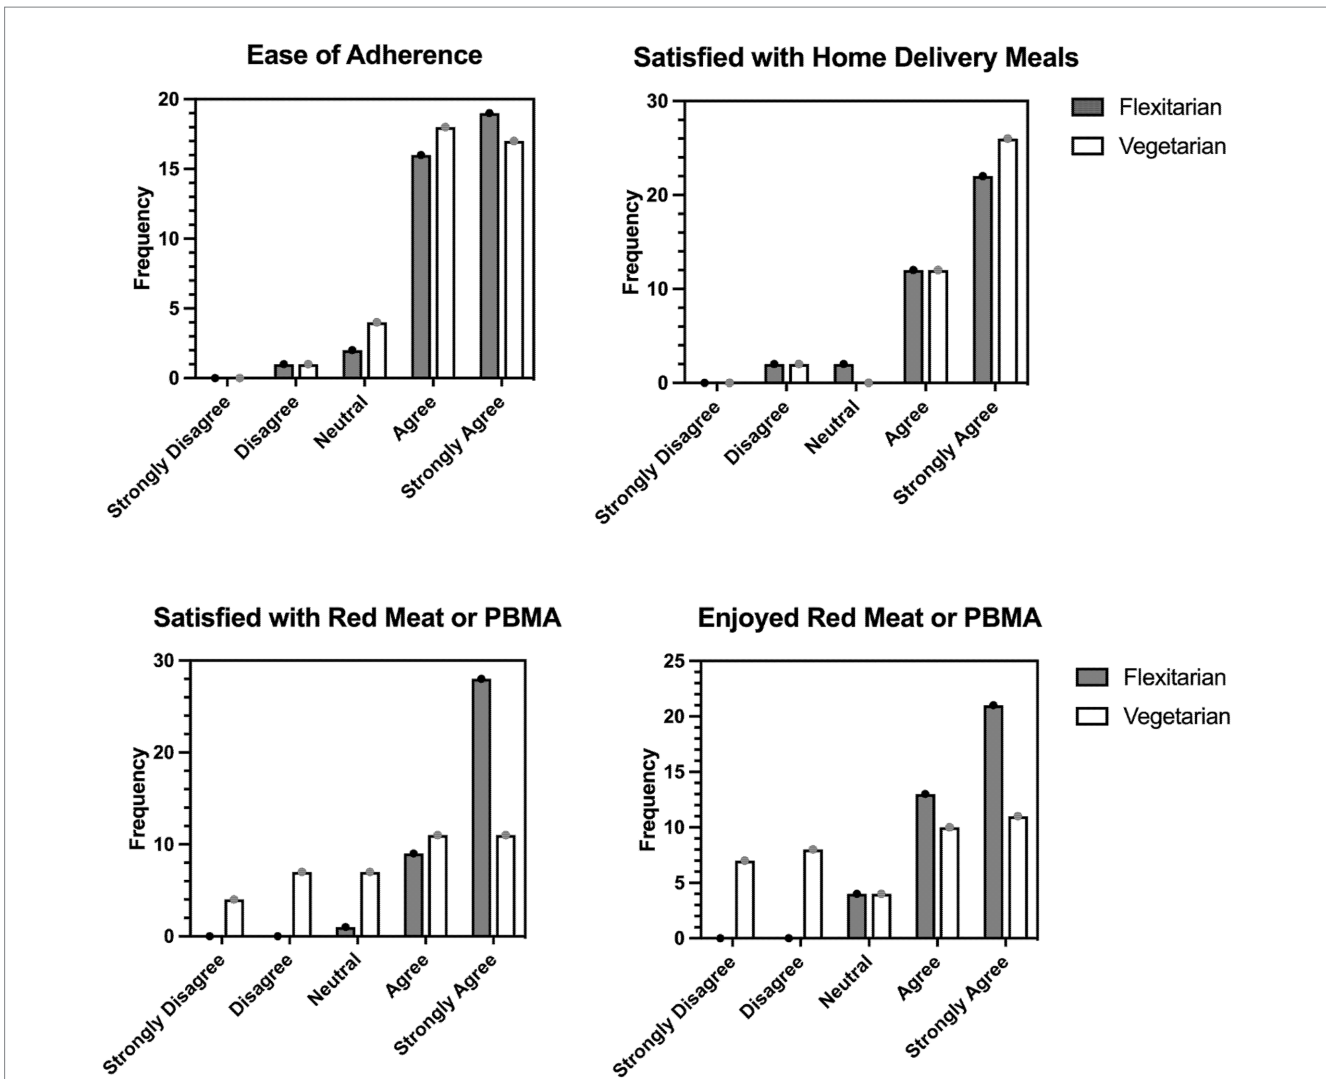 Ease of Adherence
Frequency
20
15
10
5
0
Strongly Disagree
Disagree
Neutral
Agree
Strongly Agree
Satisfied with Home Delivery Meals
Frequency
30
20
10
0
Strongly Disagree
Disagree
Neutral
Agree
Strongly Agree
Flexitarian
Vegetarian
Satisfied with Red Meat or PBMA
Frequency
30
20
10
0
Strongly Disagree
Disagree
Neutral
Agree
Strongly Agree
Enjoyed Red Meat or PBMA
Frequency
25
20
15
10
5
0
Strongly Disagree
Disagree
Neutral
Agree
Strongly Agree
Flexitarian
Vegetarian